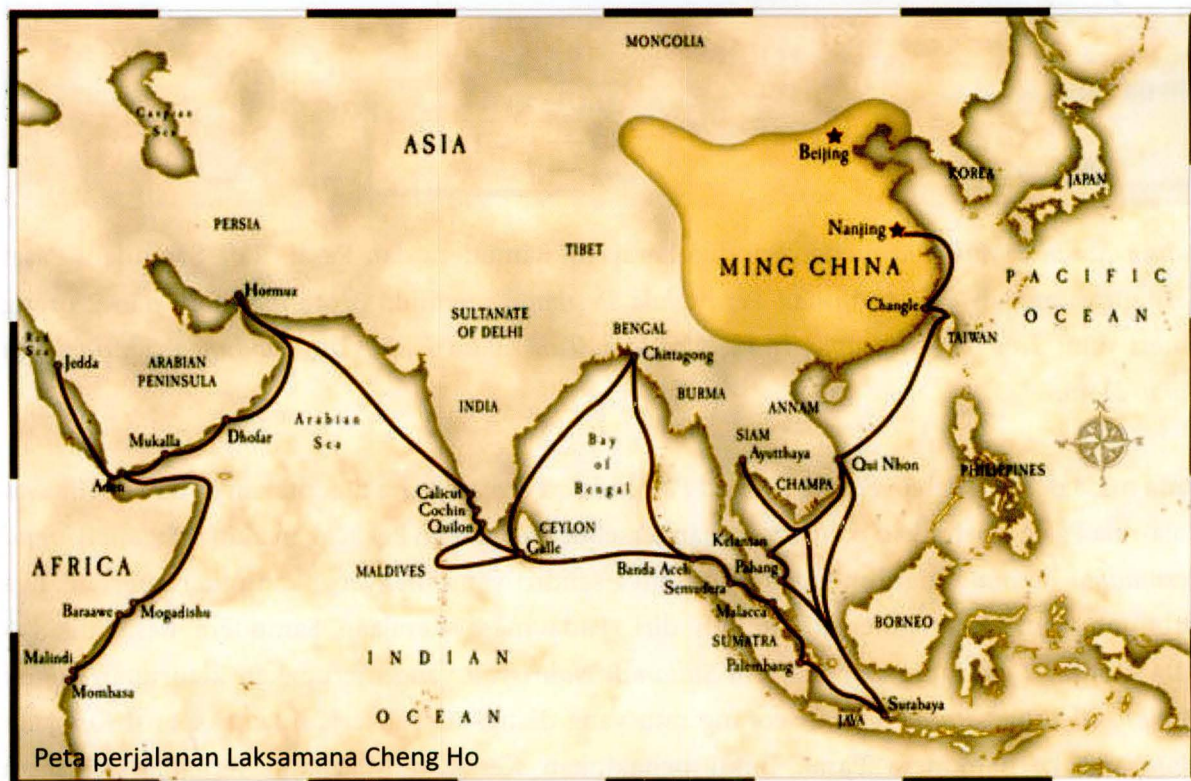 MONGOLIA
Caspian
Sea
ASIA
Beijing
KOREA
JAPAN
PERSIA
Nanjing
TIBET
MING CHINA
PACIFIC
OCEAN
Hormuz
Changle
SULTANATE
OF DELHI
BENGAL
TAIWAN
Red
Sea
Jedda
ARABIAN
PENINSULA
Chittagong
BURMA
INDIA
ANNAM
Arabian
Sea
Mukalla
Dhofar
Bay
of
Bengal
SIAM
Ayutthaya
Qui Nhon
PHILIPPINES
CHAMPA
Aden
Calicut
Cochin
Quilon
CEYLON
Galle
Kelantan
AFRICA
MALDIVES
Banda Aceh
Pahang
Semudera
Baraawe
Mogadishu
Malacca
BORNEO
SUMATRA
Malindi
INDIAN
OCEAN
Palembang
Mombasa
Surabaya
JAVA
Peta perjalanan Laksamana Cheng Ho